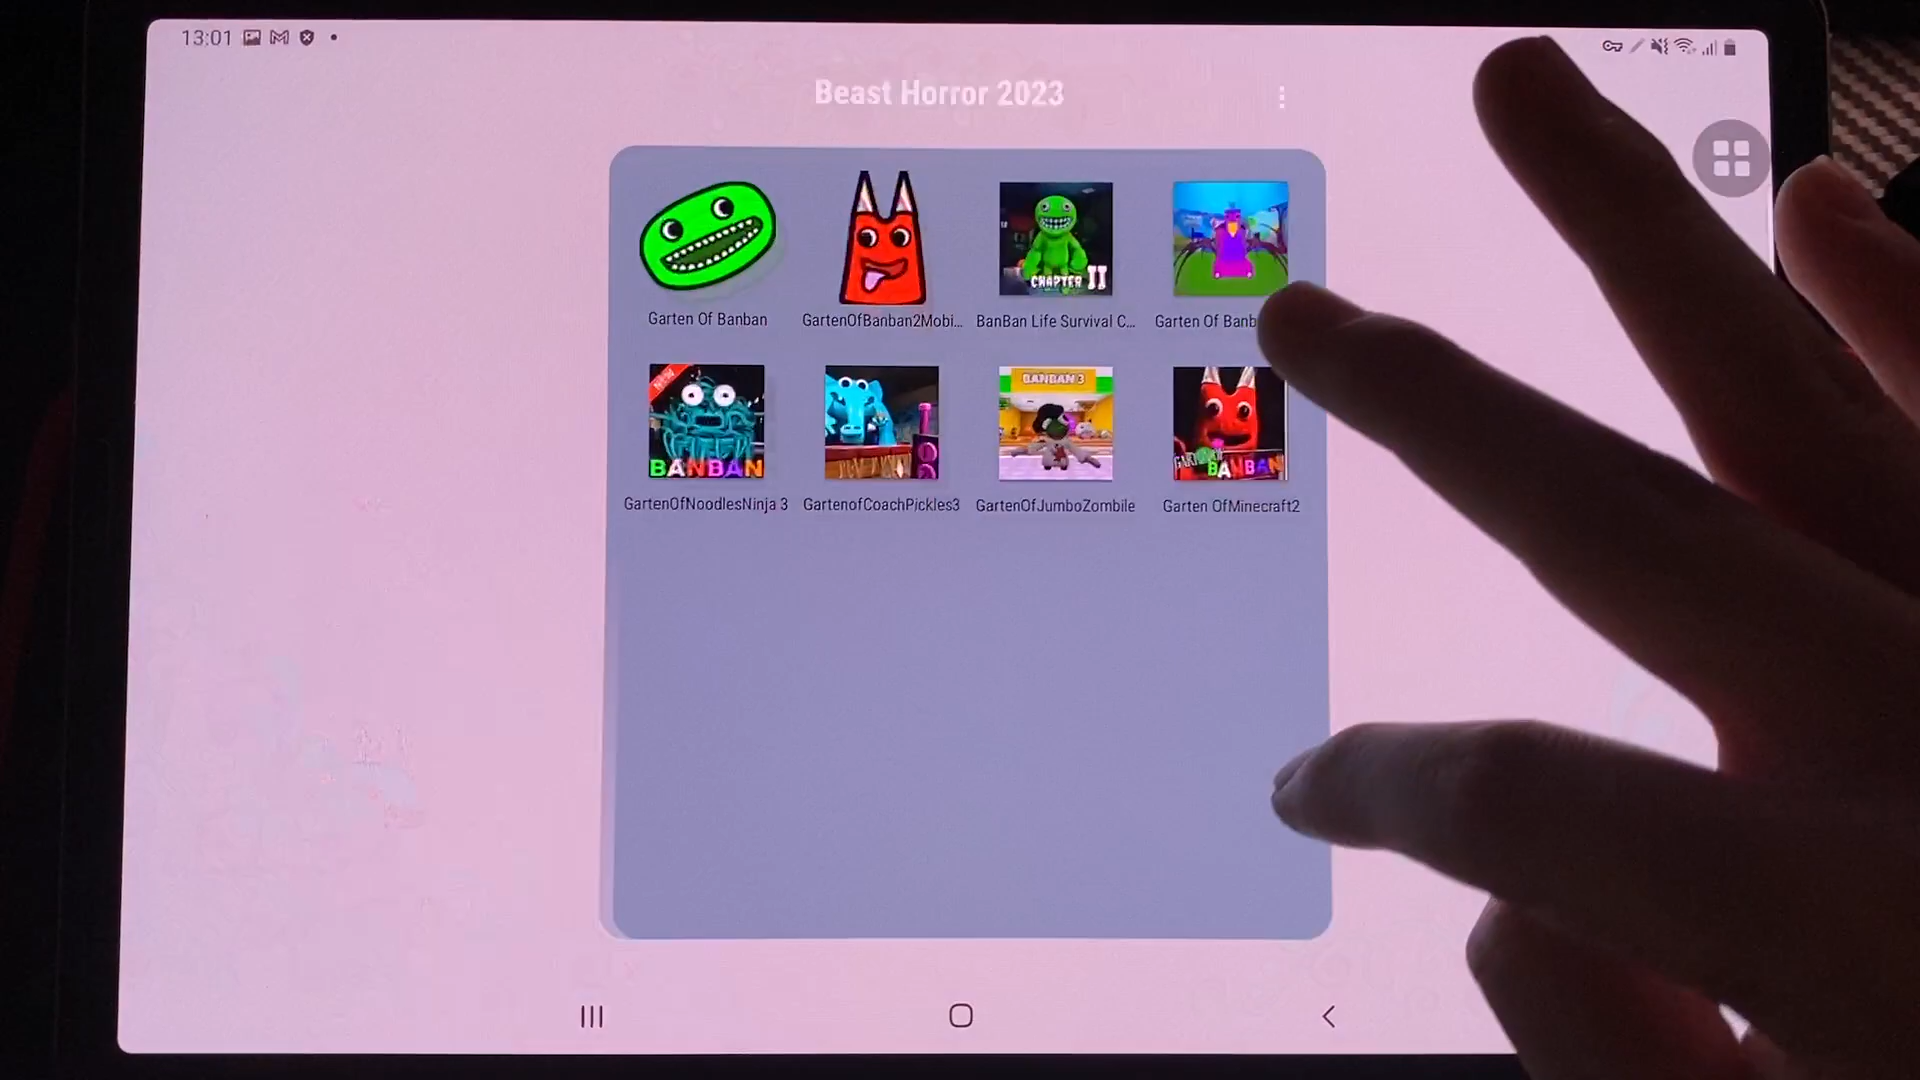 13:01
Beast Horror 2023
CHAPTER II
Garten Of Banban
GartenOfBanban2Mobi...
BanBan Life Survival C...
Garten Of Banb
NEW
BANBAN
BANBAN 3
BANBAN
GartenOfNoodlesNinja 3
GartenofCoachPickles3
GartenOfJumboZombile
Garten OfMinecraft2